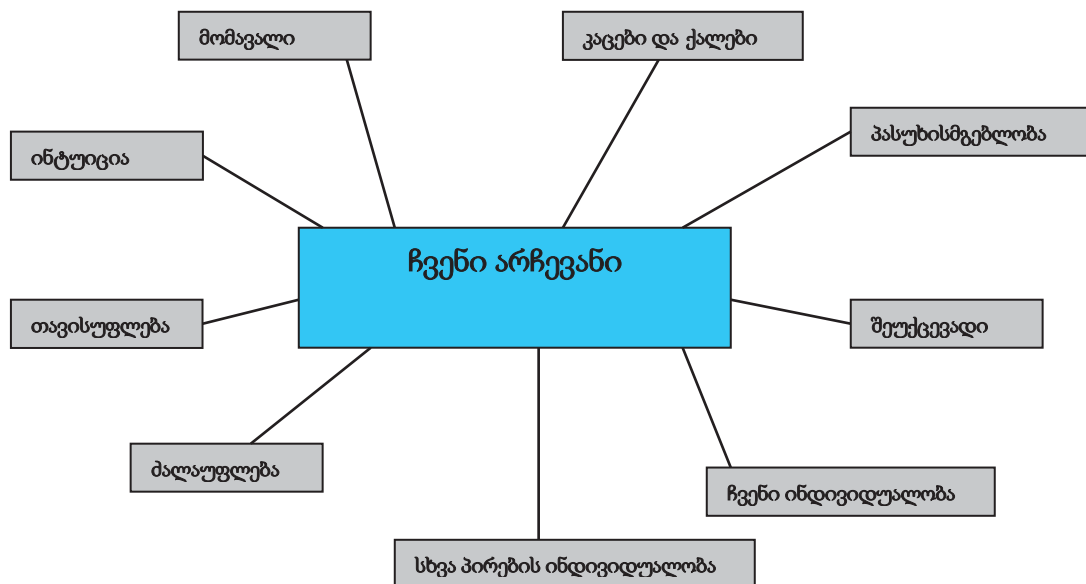 მომავალი
კაცები და ქალები
პასუხისმგებლობა
ინტუიცია
ჩვენი არჩევანი
თავისუფლება
შეუქცევადი
ძალაუფლება
ჩვენი ინდივიდუალობა
სხვა პირების ინდივიდუალობა